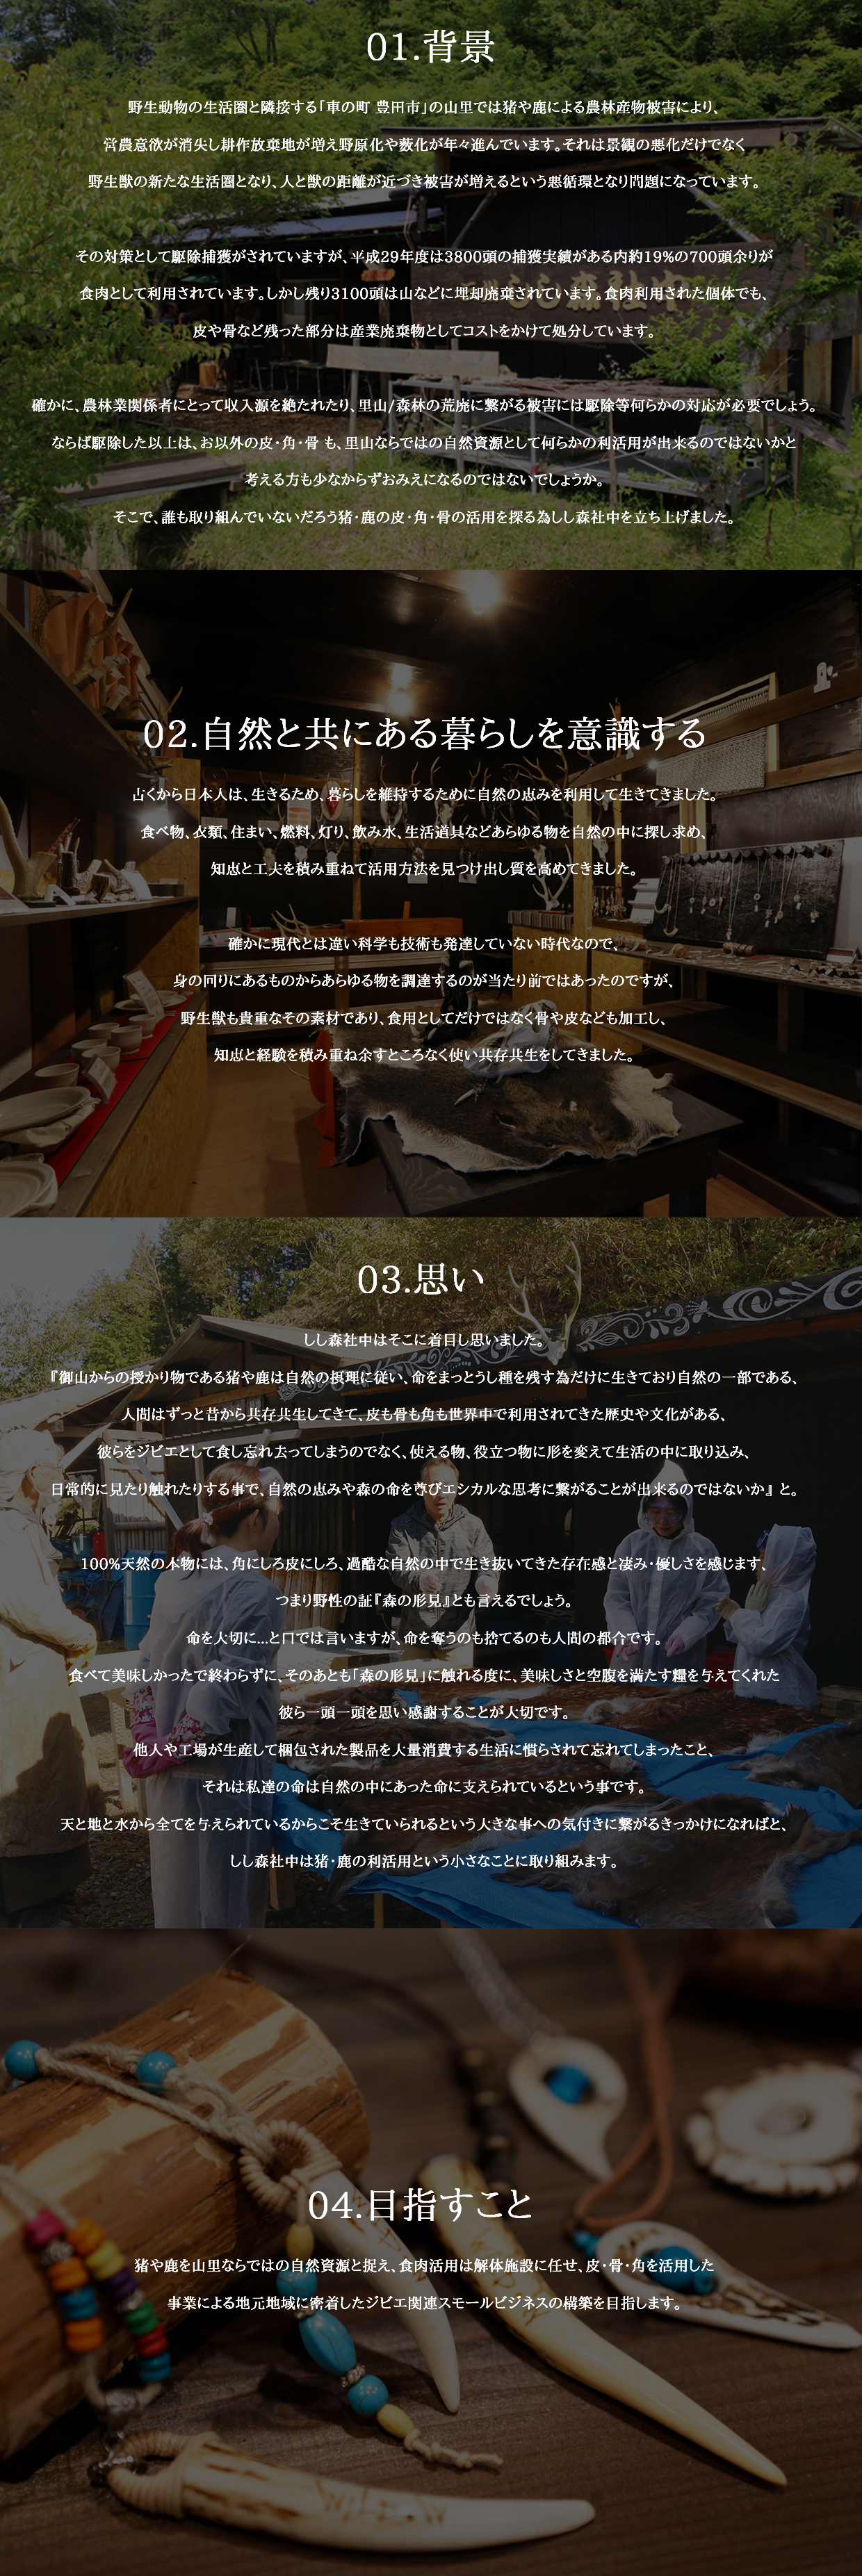 01.背景
野生動物の生活圏と隣接する「車の町 豊田市」の山里では猪や鹿による農林産物被害により、
営農意欲が消失し耕作放棄地が増え野原化や薮化が年々進んでいます。それは景観の悪化だけでなく
野生獣の新たな生活圏となり、人と獣の距離が近づき被害が増えるという悪循環となり問題になっています。
その対策として駆除捕獲がされていますが、平成29年度は3800頭の捕獲実績がある内約19%の700頭余りが
食肉として利用されています。しかし残り3100頭は山などに埋却廃棄されています。食肉利用された個体でも、
皮や骨など残った部分は産業廃棄物としてコストをかけて処分しています。
確かに、農林業関係者にとって収入源を絶たれたり、里山/森林の荒廃に繋がる被害には駆除等何らかの対応が必要でしょう。
ならば駆除した以上は、お以外の皮・角・骨 も、里山ならではの自然資源として何らかの利活用が出来るのではないかと
考える方も少なからずおみえになるのではないでしょうか。
そこで、誰も取り組んでいないだろう猪・鹿の皮・角・骨の活用を探る為しし森社中を立ち上げました。
02.自然と共にある暮らしを意識する
古くから日本人は、生きるため、暮らしを維持するために自然の恵みを利用して生きてきました。
食べ物、衣類、住まい、燃料、灯り、飲み水、生活道具などあらゆる物を自然の中に探し求め、
知恵と工夫を積み重ねて活用方法を見つけ出し質を高めてきました。
確かに現代とは違い科学も技術も発達していない時代なので、
身の回りにあるものからあらゆる物を調達するのが当たり前ではあったのですが、
野生獣も貴重なその素材であり、食用としてだけではなく骨や皮なども加工し、
知恵と経験を積み重ね余すところなく使い共存共生をしてきました。
03.思い
しし森社中はそこに着目し思いました。
『御山からの授かり物である猪や鹿は自然の摂理に従い、命をまっとうし種を残す為だけに生きており自然の一部である、
人間はずっと昔から共存共生してきて、皮も骨も角も世界中で利用されてきた歴史や文化がある、
彼らをジビエとして食し忘れ去ってしまうのでなく、使える物、役立つ物に形を変えて生活の中に取り込み、
日常的に見たり触れたりする事で、自然の恵みや森の命を尊びエシカルな思考に繋がることが出来るのではないか』と。
100%天然の本物には、角にしろ皮にしろ、過酷な自然の中で生き抜いてきた存在感と凄み・優しさを感じます、
つまり野性の証『森の形見』とも言えるでしょう。
命を大切に...と口では言いますが、命を奪うのも捨てるのも人間の都合です。
食べて美味しかったで終わらずに、そのあとも「森の形見」に触れる度に、美味しさと空腹を満たす糧を与えてくれた
彼ら一頭一頭を思い感謝することが大切です。
他人や工場が生産して梱包された製品を大量消費する生活に慣らされて忘れてしまったこと、
それは私達の命は自然の中にあった命に支えられているという事です。
天と地と水から全てを与えられているからこそ生きていられるという大きな事への気付きに繋がるきっかけになればと、
しし森社中は猪・鹿の利活用という小さなことに取り組みます。
04.目指すこと
猪や鹿を山里ならではの自然資源と捉え、食肉活用は解体施設に任せ、皮・骨・角を活用した
事業による地元地域に密着したジビエ関連スモールビジネスの構築を目指します。